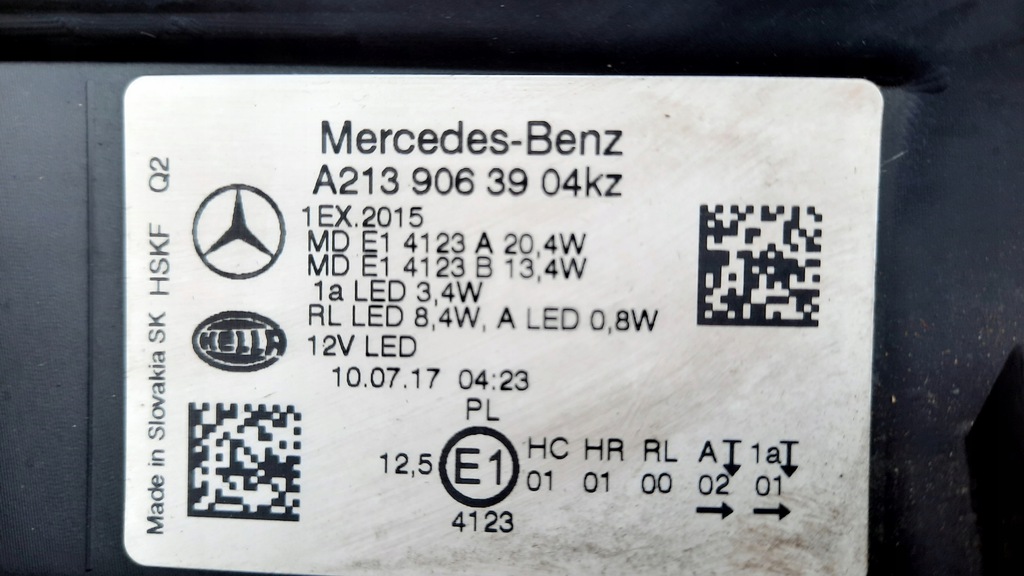 Mercedes-Benz
A213 906 39 04kz
1EX.2015
MD E1 4123 A 20,4W
MD E1 4123 B 13,4W
1a LED 3,4W
RL LED 8,4W, A LED 0,8W
12V LED
10.07.17 04:23
PL
12,5 E1 HC HR RL A 1a
01 01 00 02 01
4123
HELLA
Made in Slovakia SK HSKF Q2